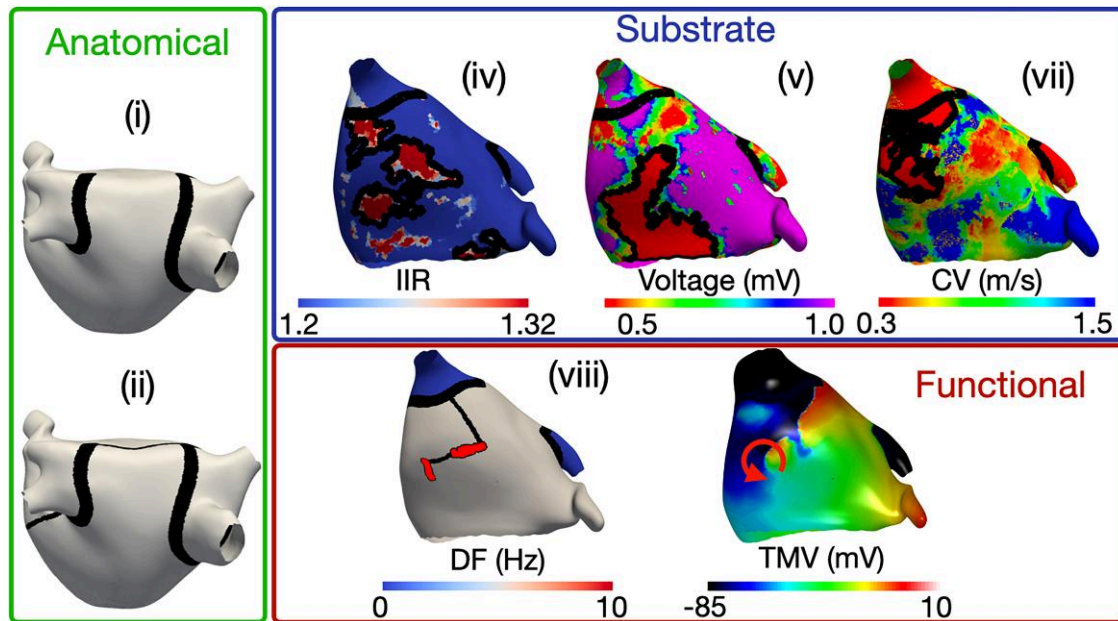 Anatomical
(i)
(ii)
Substrate
(iv)
(v)
(vii)
IIR
1.2
1.32
Voltage (mV)
0.5
1.0
CV (m/s)
0.3
1.5
Functional
(viii)
DF (Hz)
0
10
TMV (mV)
-85
10